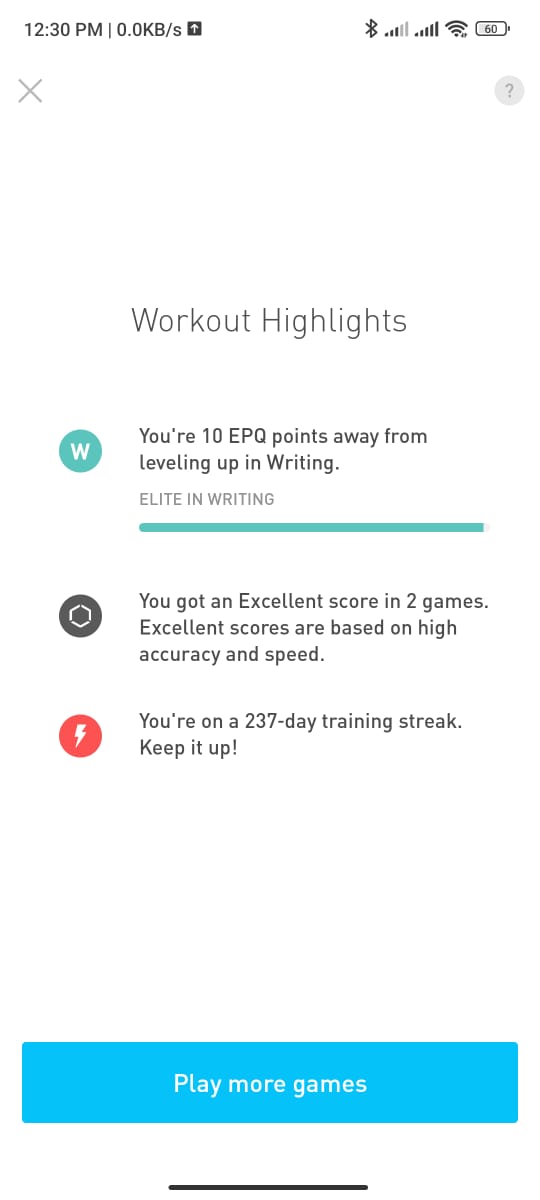 12:30 PM | 0.0KB/s
60
?
Workout Highlights
W
You're 10 EPQ points away from
leveling up in Writing.
ELITE IN WRITING
You got an Excellent score in 2 games.
Excellent scores are based on high
accuracy and speed.
You're on a 237-day training streak.
Keep it up!
Play more games